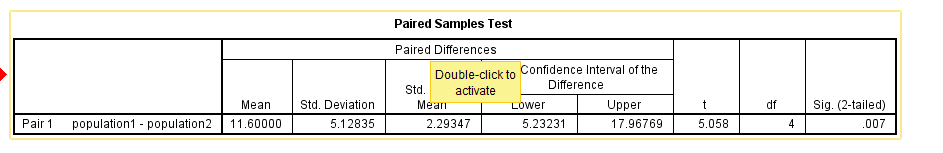 Paired Samples Test
Paired Differences
Confidence Interval of the
Difference
Double-click to
activate
Std.
Mean Std. Deviation Mean Lower Upper t df Sig. (2-tailed)
Pair 1 population1 - population2 11.60000 5.12835 2.29347 5.23231 17.96769 5.058 4 .007